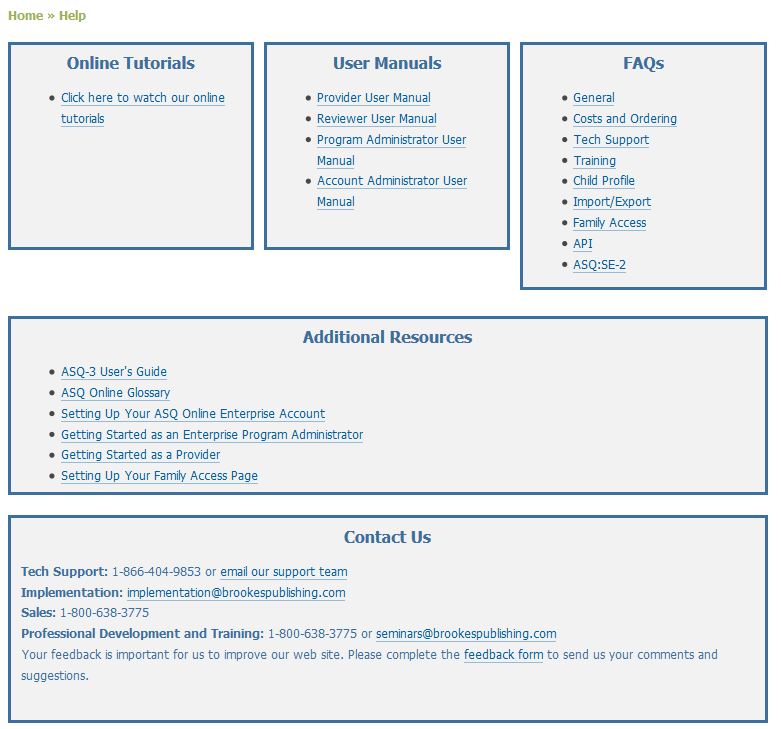 Home » Help
Online Tutorials
Click here to watch our online
tutorials
User Manuals
Provider User Manual
Reviewer User Manual
Program Administrator User
Manual
Account Administrator User
Manual
FAQs
General
Costs and Ordering
Tech Support
Training
Child Profile
Import/Export
Family Access
API
ASQ:SE-2
Additional Resources
ASQ-3 User's Guide
ASQ Online Glossary
Setting Up Your ASQ Online Enterprise Account
Getting Started as an Enterprise Program Administrator
Getting Started as a Provider
Setting Up Your Family Access Page
Contact Us
Tech Support: 1-866-404-9853 or email our support team
Implementation: implementation@brookespublishing.com
Sales: 1-800-638-3775
Professional Development and Training: 1-800-638-3775 or seminars@brookespublishing.com
Your feedback is important for us to improve our web site. Please complete the feedback form to send us your comments and
suggestions.